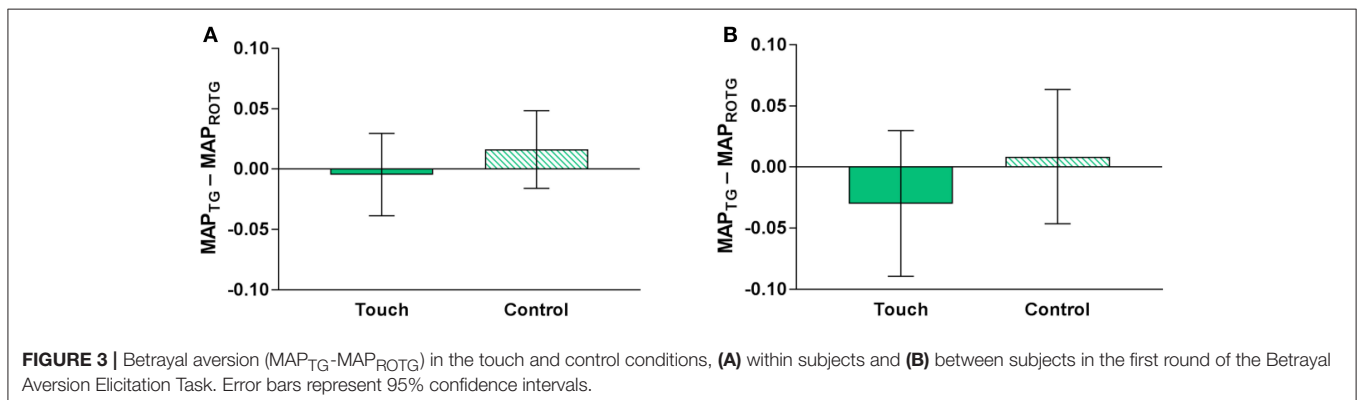 A
0.10
0.05
0.00
-0.05
-0.10
MAPTG – MAPROTG
Touch Control
B
0.10
0.05
0.00
-0.05
-0.10
MAPTG – MAPROTG
Touch Control
FIGURE 3 | Betrayal aversion (MAPTG-MAPROTG) in the touch and control conditions, (A) within subjects and (B) between subjects in the first round of the Betrayal
Aversion Elicitation Task. Error bars represent 95% confidence intervals.